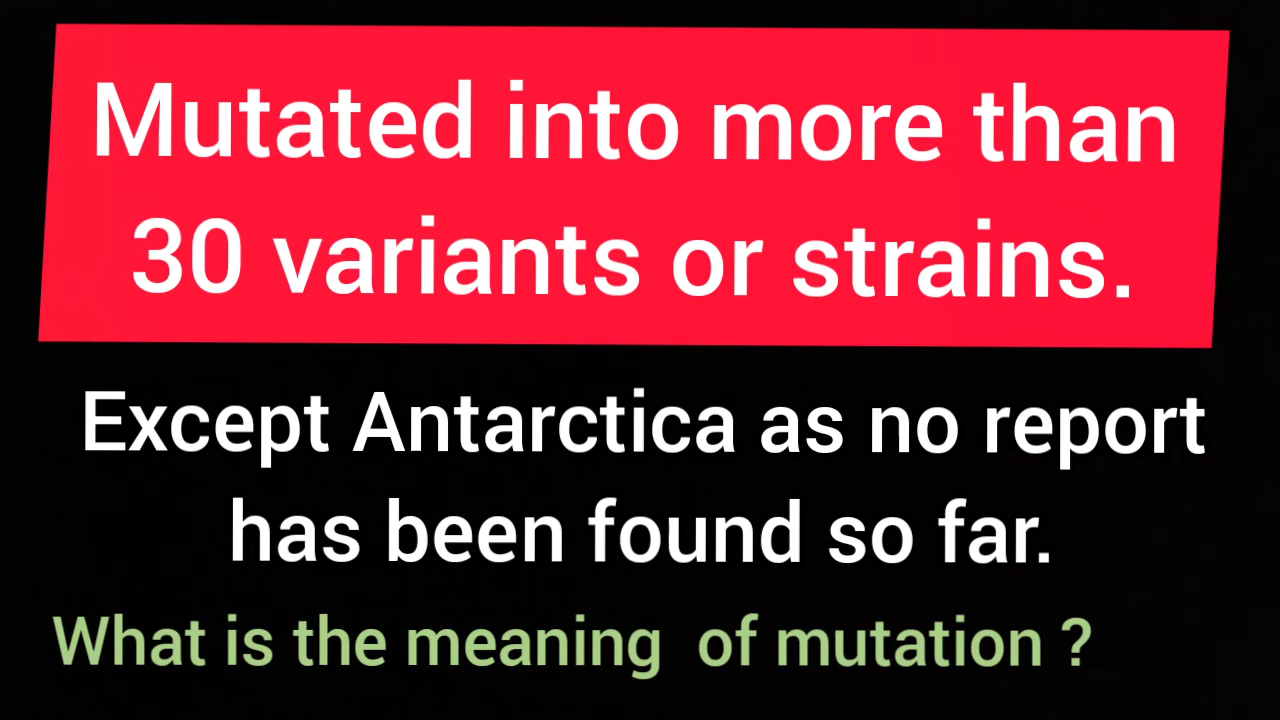 Mutated into more than
30 variants or strains.
Except Antarctica as no report
has been found so far.
What is the meaning of mutation ?